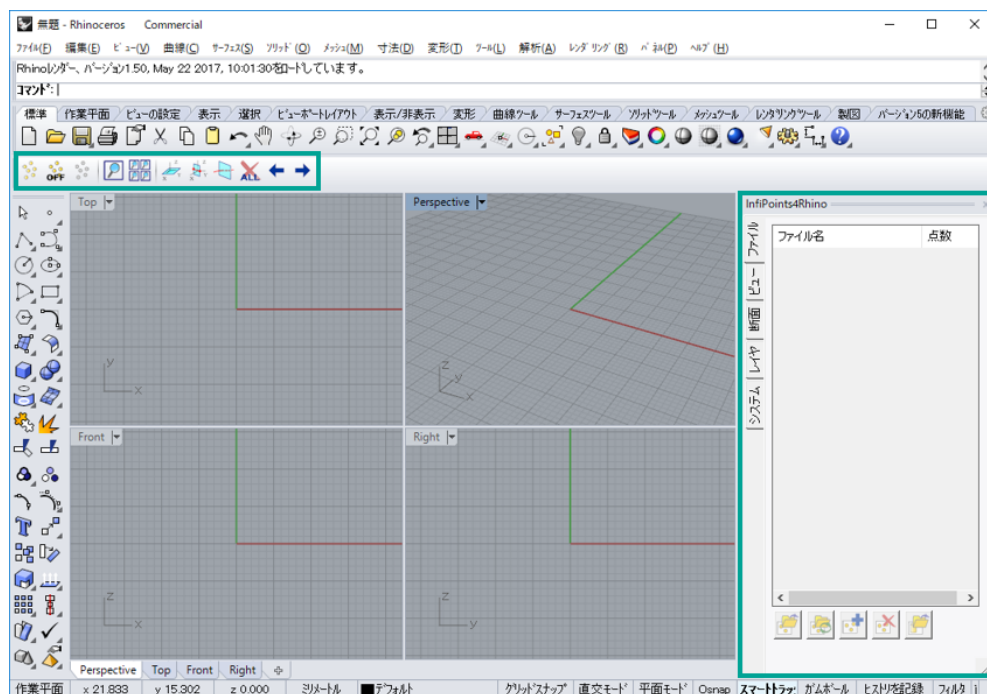 無題 - Rhinoceros Commercial
ファイル(F) 編集(E) ビュー(V) 曲線(C) サーフェス(S) ソリッド(O) メッシュ(M) 寸法(D) 変形(T) ツール(L) 解析(A) レンダリング(R) パネル(P) ヘルプ(H)
Rhinoレンダー、バージョン1.50, May 22 2017, 10:01:30をロードしています。
コマンド:
標準 作業平面 ビューの設定 表示 選択 ビューポートレイアウト 表示/非表示 変形 曲線ツール サーフェスツール ソリッドツール メッシュツール レンダリングツール 製図 バージョン5の新機能
OFF ALL
Top Perspective InfiPoints4Rhino
ファイル名 点数
ファイル
ビュー
断面
レイヤ
システム
y
x
z
y
x
Front Right
z
x
z
y
Perspective Top Front Right
作業平面 x 21.833 y 15.302 z 0.000 ミリメートル デフォルト グリッドスナップ 直交モード 平面モード Osnap スマートトラッ ガムボール ヒストリを記録 フィルタ